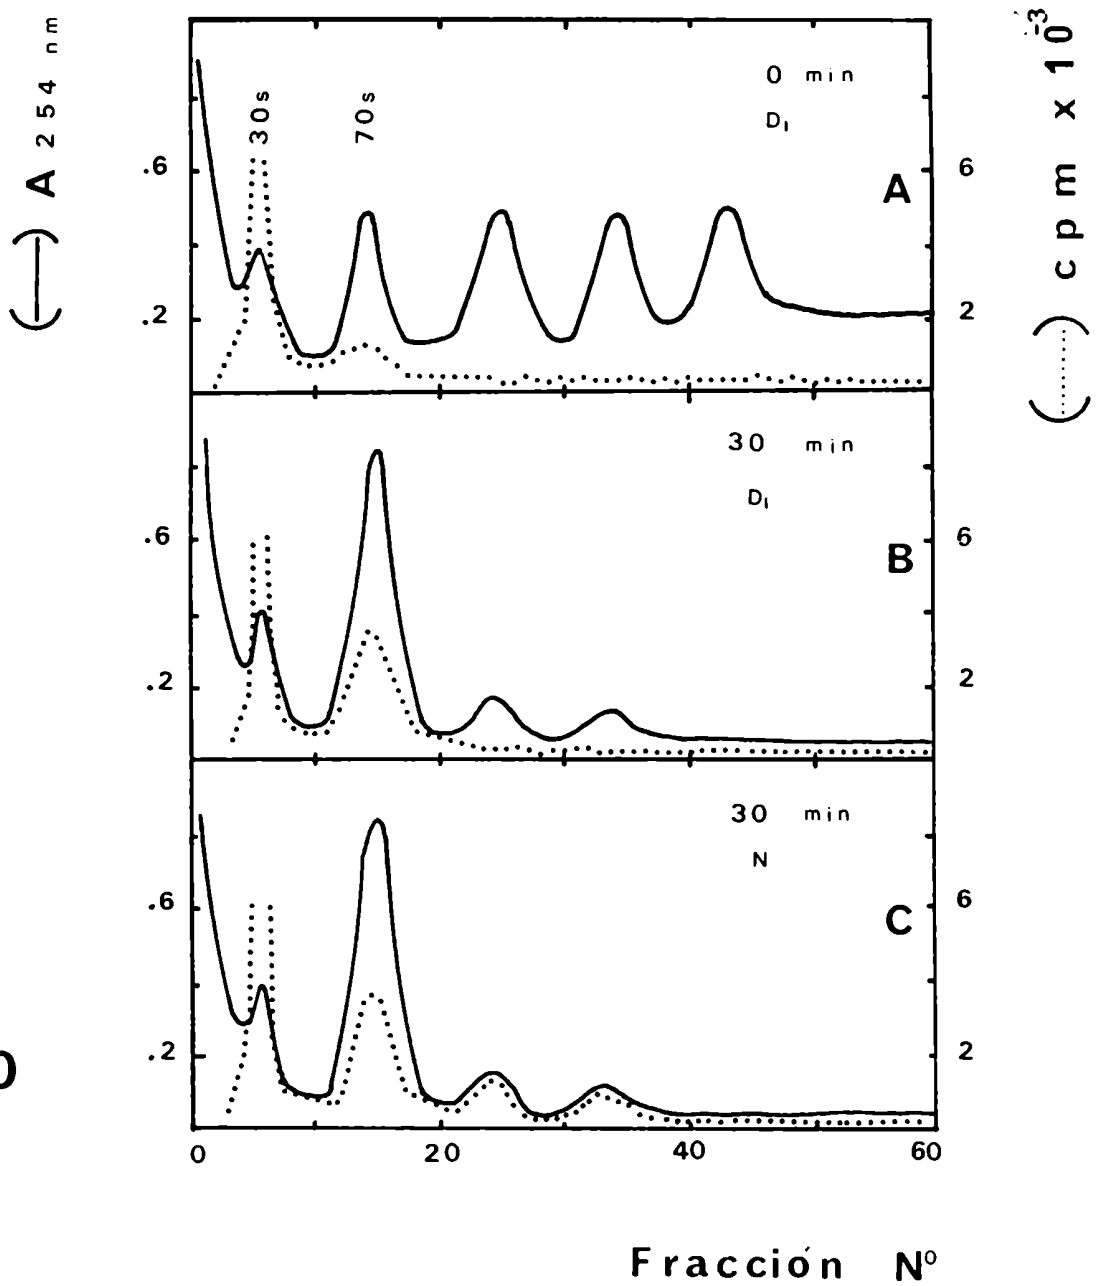 (—) A 254 nm
(.....) cpm x 10-3
30s
70s
0 min
D₁
A
.6
.2
6
2
30 min
D₁
B
.6
.2
6
2
30 min
N
C
.6
.2
6
2
0
20
40
60
Fracción Nº